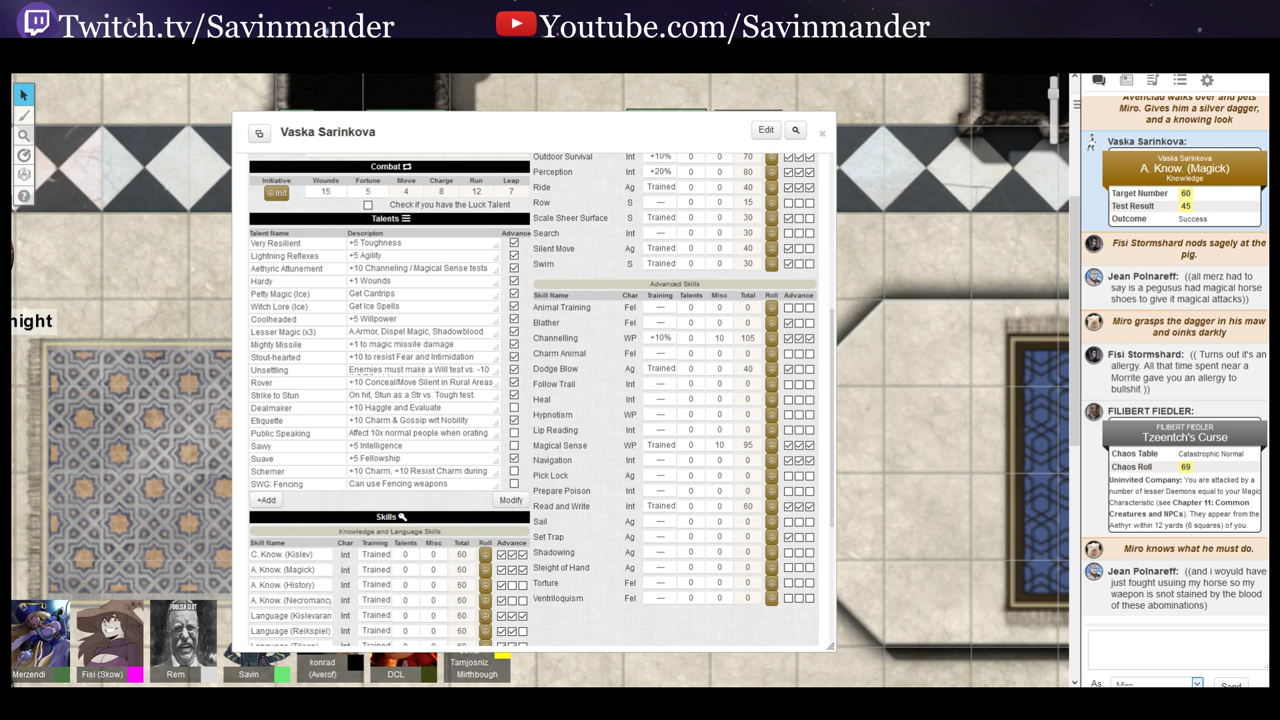 Twitch.tv/Savinmander
Youtube.com/Savinmander
Vaska Sarinkova
Edit
Combat
Initiative Wounds Fortune Move Charge Run Leap
Init 15 5 4 8 12 7
Check if you have the Luck Talent
Talents
Talent Name Descripton Advance
Very Resilient +5 Toughness
Lightning Reflexes +5 Agility
Aethyric Attunement +10 Channeling / Magical Sense tests
Hardy +1 Wounds
Petty Magic (Ice) Get Cantrips
Witch Lore (Ice) Get Ice Spells
Coolheaded +5 Willpower
Lesser Magic (x3) A.Armor, Dispel Magic, Shadowblood
Mighty Missile +1 to magic missile damage
Stout-hearted +10 to resist Fear and Intimidation
Unsettling Enemies must make a Will test vs. -10
Rover +10 Conceal/Move Silent in Rural Areas
Strike to Stun On hit, Stun as a Str vs. Tough test.
Dealmaker +10 Haggle and Evaluate
Etiquette +10 Charm & Gossip wrt Nobility
Public Speaking Affect 10x normal people when orating
Savvy +5 Intelligence
Suave +5 Fellowship
Schemer +10 Charm, +10 Resist Charm during
SWG: Fencing Can use Fencing weapons
+Add Modify
Skills
Knowledge and Language Skills
Skill Name Char Training Talents Misc Total Roll Advance
C. Know. (Kislev) Int Trained 0 0 60
A. Know. (Magick) Int Trained 0 0 60
A. Know. (History) Int Trained 0 0 60
A. Know. (Necromanc Int Trained 0 0 60
Language (Kislevaran Int Trained 0 0 60
Language (Reikspiel) Int Trained 0 0 60
Outdoor Survival Int +10% 0 0 70
Perception Int +20% 0 0 80
Ride Ag Trained 0 0 40
Row S — 0 0 15
Scale Sheer Surface S Trained 0 0 30
Search Int — 0 0 30
Silent Move Ag Trained 0 0 40
Swim S Trained 0 0 30
Advanced Skills
Skill Name Char Training Talents Misc Total Roll Advance
Animal Training Fel — 0 0 0
Blather Fel — 0 0 0
Channelling WP +10% 0 10 105
Charm Animal Fel — 0 0 0
Dodge Blow Ag Trained 0 0 40
Follow Trail Int — 0 0 0
Heal Int — 0 0 0
Hypnotism WP — 0 0 0
Lip Reading Int — 0 0 0
Magical Sense WP Trained 0 10 95
Navigation Int — 0 0 0
Pick Lock Ag — 0 0 0
Prepare Poison Int — 0 0 0
Read and Write Int Trained 0 0 60
Sail Ag — 0 0 0
Set Trap Ag — 0 0 0
Shadowing Ag — 0 0 0
Sleight of Hand Ag — 0 0 0
Torture Fel — 0 0 0
Ventriloquism Fel — 0 0 0
night
FOOLISH SLUT
Merzendi
Fisi (Skow)
Rem
Savin
konrad
(Averof)
DCL
Tarnjosniz
Mirthbough
Avenclad walks over and pets
Miro. Gives him a silver dagger,
and a knowing look
Vaska Sarinkova:
Vaska Sarinkova
A. Know. (Magick)
Knowledge
Target Number 60
Test Result 45
Outcome Success
Fisi Stormshard nods sagely at the
pig.
Jean Polnareff: ((all merz had to
say is a pegusus had magical horse
shoes to give it magical attacks))
Miro grasps the dagger in his maw
and oinks darkly
Fisi Stormshard: (( Turns out it's an
allergy. All that time spent near a
Morrite gave you an allergy to
bullshit ))
FILIBERT FIEDLER:
FILIBERT FIEDLER
Tzeentch's Curse
Chaos Table Catastrophic Normal
Chaos Roll 69
Uninvited Company: You are attacked by a
number of lesser Daemons equal to your Magic
Characteristic (see Chapter 11: Common
Creatures and NPCs). They appear from the
Aethyr within 12 yards (6 squares) of you.
Miro knows what he must do.
Jean Polnareff: ((and i wyould have
just fought usuing my horse so my
waepon is snot stained by the blood
of these abominations)
As: Miro Send